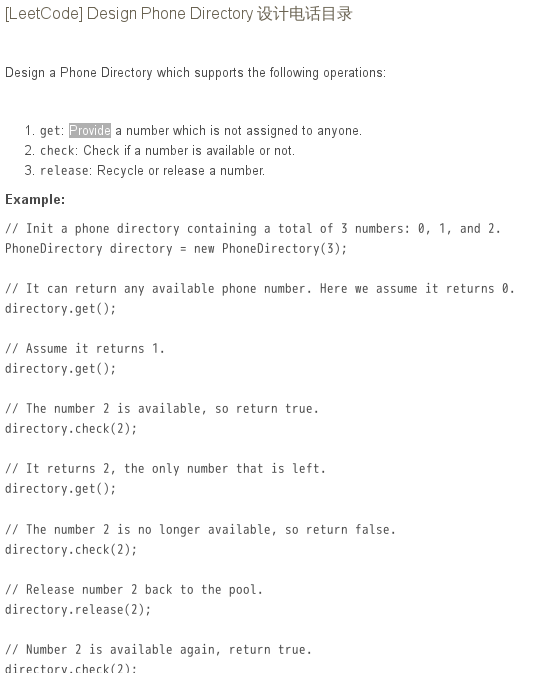 [LeetCode] Design Phone Directory 设计电话目录
Design a Phone Directory which supports the following operations:
1. get: Provide a number which is not assigned to anyone.
2. check: Check if a number is available or not.
3. release: Recycle or release a number.
Example:
// Init a phone directory containing a total of 3 numbers: 0, 1, and 2.
PhoneDirectory directory = new PhoneDirectory(3);
// It can return any available phone number. Here we assume it returns 0.
directory.get();
// Assume it returns 1.
directory.get();
// The number 2 is available, so return true.
directory.check(2);
// It returns 2, the only number that is left.
directory.get();
// The number 2 is no longer available, so return false.
directory.check(2);
// Release number 2 back to the pool.
directory.release(2);
// Number 2 is available again, return true.
directory.check(2);